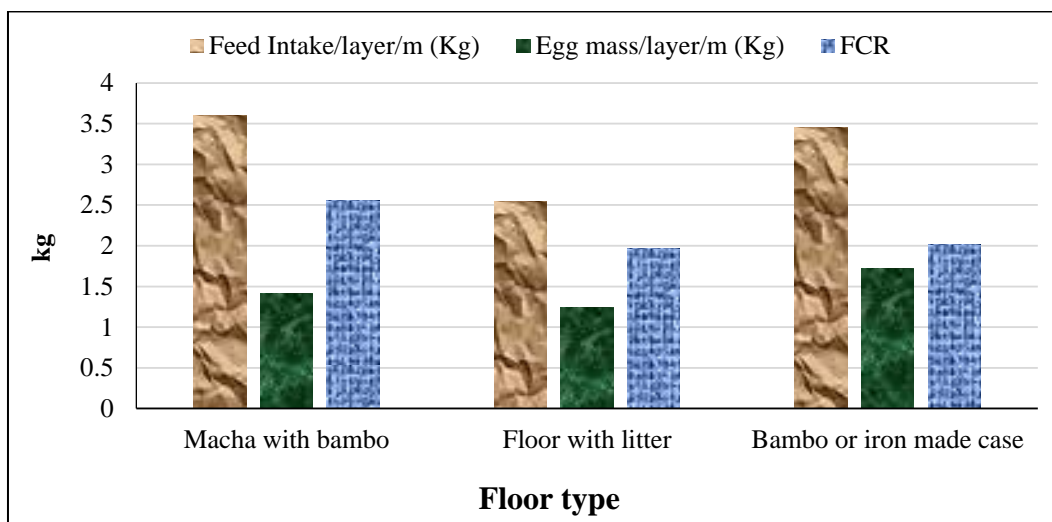 Feed Intake/layer/m (Kg) Egg mass/layer/m (Kg) FCR
4
3.5
3
2.5
2
1.5
1
0.5
0
kg
Macha with bambo Floor with litter Bambo or iron made case
Floor type